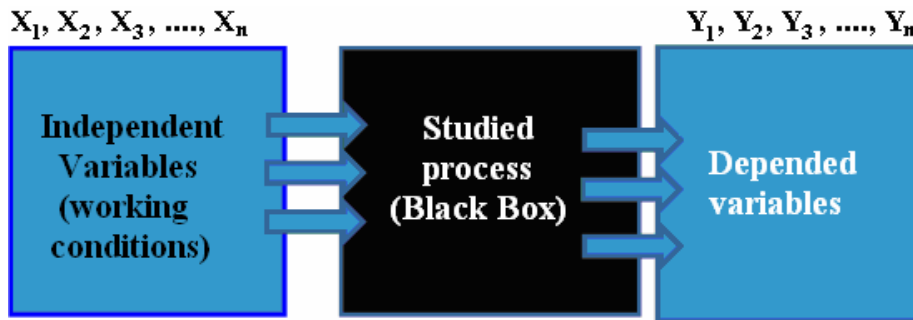 X1, X2, X3, ...., Xn
Y1, Y2, Y3, ...., Yn
Independent
Variables
(working
conditions)
Studied
process
(Black Box)
Depended
variables